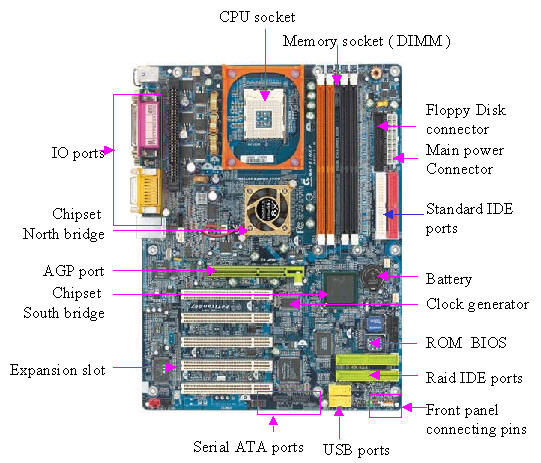 CPU socket
Memory socket ( DIMM )
Floppy Disk
connector
IO ports
Main power
Connector
Chipset
North bridge
Standard IDE
ports
AGP port
Battery
Chipset
South bridge
Clock generator
ROM BIOS
Expansion slot
Raid IDE ports
Front panel
connecting pins
Serial ATA ports
USB ports